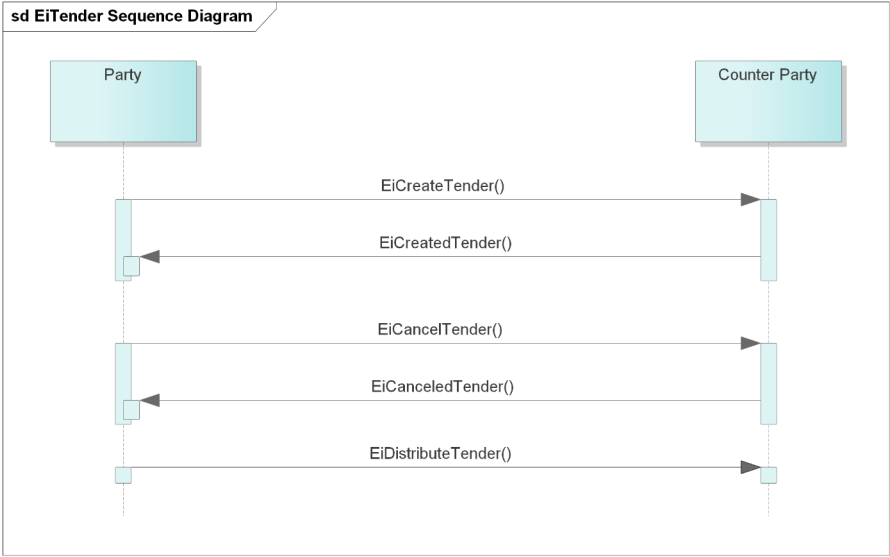 sd EiTender Sequence Diagram
Party
Counter Party
EiCreateTender()
EiCreatedTender()
EiCancelTender()
EiCanceledTender()
EiDistributeTender()